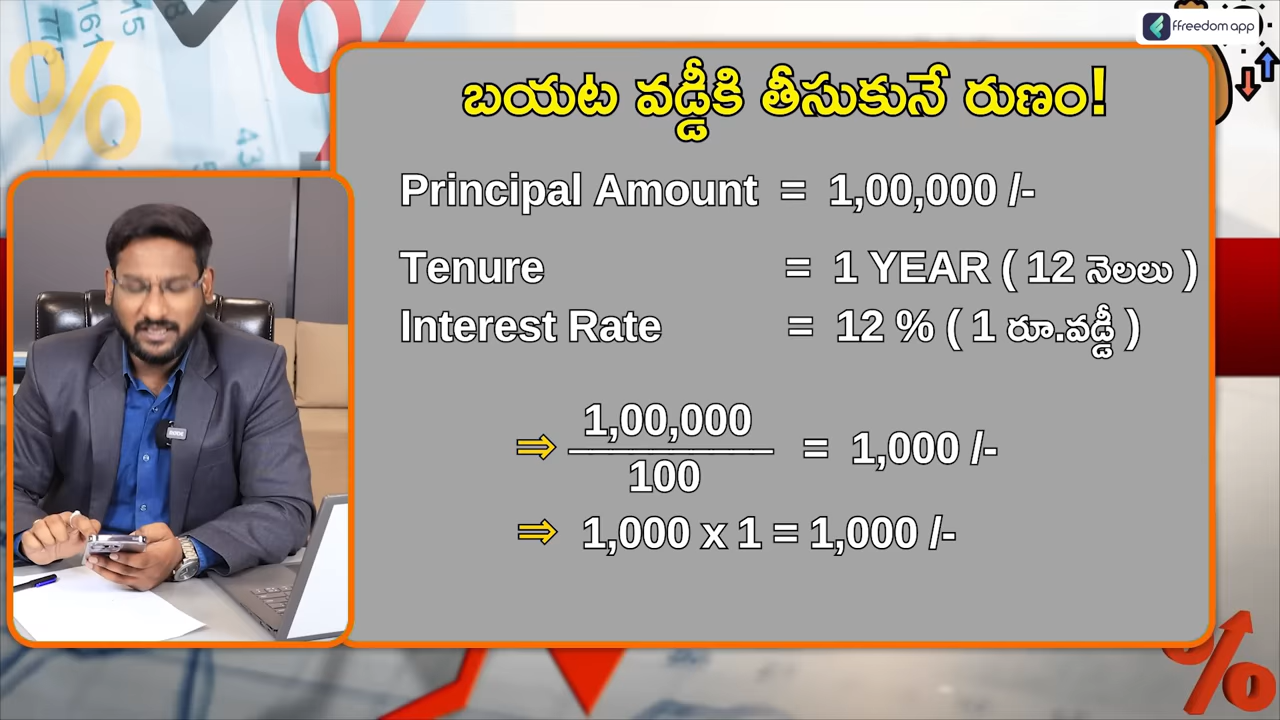 ffreedom app
బయట వడ్డీకి తీసుకునే రుణం!
Principal Amount = 1,00,000 /-
Tenure = 1 YEAR ( 12 నెలలు )
Interest Rate = 12 % ( 1 రూ.వడ్డీ )
⇒ 1,00,000
100
= 1,000 /-
⇒ 1,000 x 1 = 1,000 /-